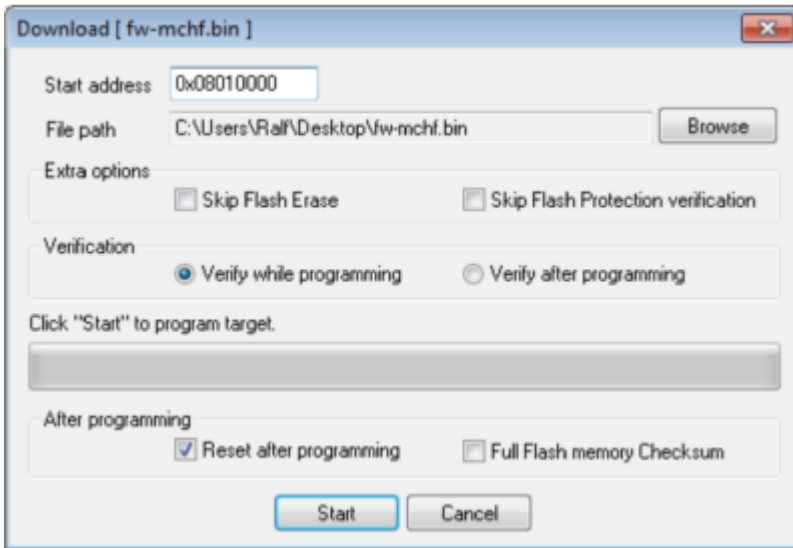 Download [ fw-mchf.bin ]
Start address 0x08010000
File path C:\Users\Ralf\Desktop\fw-mchf.bin Browse
Extra options
Skip Flash Erase Skip Flash Protection verification
Verification
Verify while programming Verify after programming
Click "Start" to program target.
After programming
Reset after programming Full Flash memory Checksum
Start Cancel